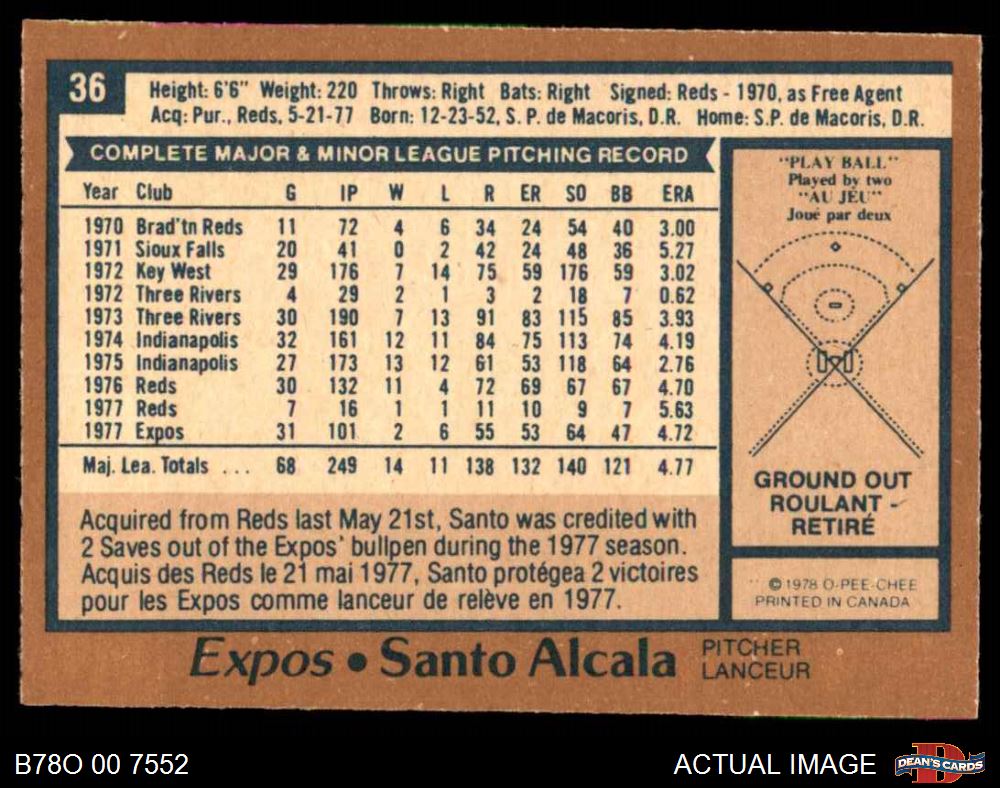 36
Height: 6'6" Weight: 220 Throws: Right Bats: Right Signed: Reds - 1970, as Free Agent
Acq: Pur., Reds, 5-21-77 Born: 12-23-52, S. P. de Macoris, D.R. Home: S.P. de Macoris, D.R.
COMPLETE MAJOR & MINOR LEAGUE PITCHING RECORD
Year Club G IP W L R ER SO BB ERA
1970 Brad'tn Reds 11 72 4 6 34 24 54 40 3.00
1971 Sioux Falls 20 41 0 2 42 24 48 36 5.27
1972 Key West 29 176 7 14 75 59 176 59 3.02
1972 Three Rivers 4 29 2 1 3 2 18 7 0.62
1973 Three Rivers 30 190 7 13 91 83 115 85 3.93
1974 Indianapolis 32 161 12 11 84 75 113 74 4.19
1975 Indianapolis 27 173 13 12 61 53 118 64 2.76
1976 Reds 30 132 11 4 72 69 67 67 4.70
1977 Reds 7 16 1 1 11 10 9 7 5.63
1977 Expos 31 101 2 6 55 53 64 47 4.72
Maj. Lea. Totals ... 68 249 14 11 138 132 140 121 4.77
Acquired from Reds last May 21st, Santo was credited with
2 Saves out of the Expos' bullpen during the 1977 season.
Acquis des Reds le 21 mai 1977, Santo protégea 2 victoires
pour les Expos comme lanceur de relève en 1977.
"PLAY BALL"
Played by two
"AU JEU"
Joué par deux
GROUND OUT
ROULANT -
RETIRÉ
© 1978 O-PEE-CHEE
PRINTED IN CANADA
Expos • Santo Alcala
PITCHER
LANCEUR
B78O 00 7552
ACTUAL IMAGE
D
DEAN'S CARDS